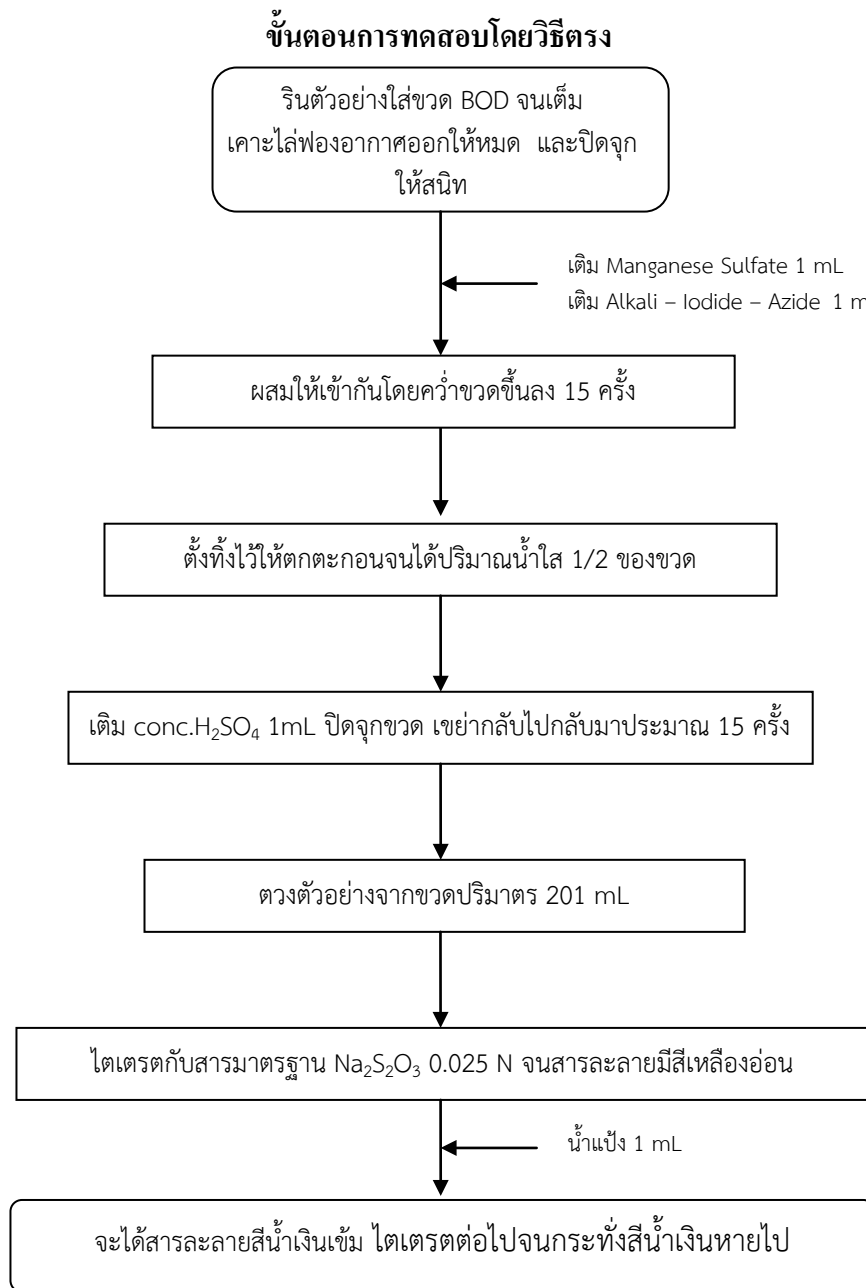 ขั้นตอนการทดสอบโดยวิธีตรง
รินตัวอย่างใส่ขวด BOD จนเต็ม
เคาะไล่ฟองอากาศออกให้หมด และปิดจุก
ให้สนิท
เติม Manganese Sulfate 1 mL
เติม Alkali – Iodide – Azide 1 m
ผสมให้เข้ากันโดยคว่ำขวดขึ้นลง 15 ครั้ง
ตั้งทิ้งไว้ให้ตกตะกอนจนได้ปริมาณน้ำใส 1/2 ของขวด
เติม conc.H₂SO₄ 1mL ปิดจุกขวด เขย่ากลับไปกลับมาประมาณ 15 ครั้ง
ตวงตัวอย่างจากขวดปริมาตร 201 mL
ไตเตรตกับสารมาตรฐาน Na₂S₂O₃ 0.025 N จนสารละลายมีสีเหลืองอ่อน
น้ำแป้ง 1 mL
จะได้สารละลายสีน้ำเงินเข้ม ไตเตรตต่อไปจนกระทั่งสีน้ำเงินหายไป